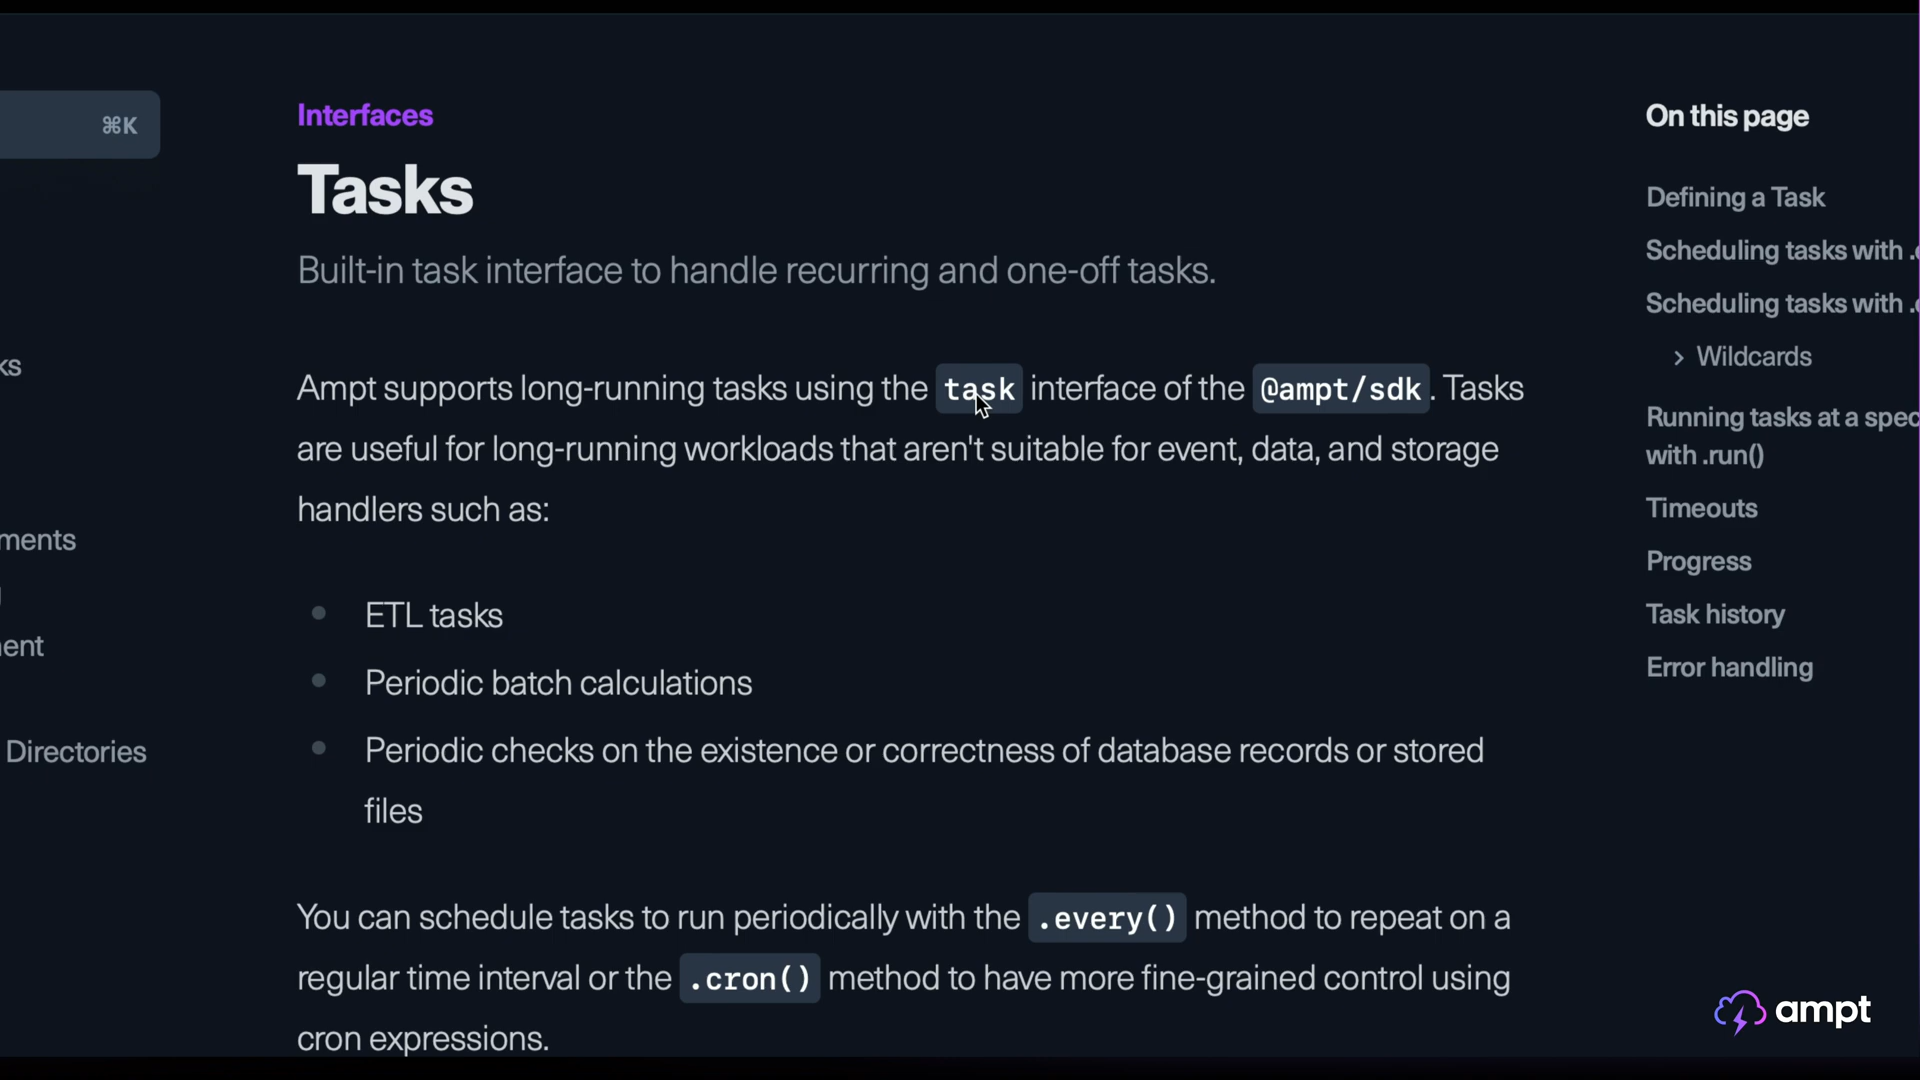 ⌘K
Interfaces
Tasks
Built-in task interface to handle recurring and one-off tasks.
Ampt supports long-running tasks using the task interface of the @ampt/sdk. Tasks
are useful for long-running workloads that aren't suitable for event, data, and storage
handlers such as:
ETL tasks
Periodic batch calculations
Periodic checks on the existence or correctness of database records or stored
files
You can schedule tasks to run periodically with the .every() method to repeat on a
regular time interval or the .cron() method to have more fine-grained control using
cron expressions.
Directories
On this page
Defining a Task
Scheduling tasks with
Scheduling tasks with
Wildcards
Running tasks at a
with .run()
Timeouts
Progress
Task history
Error handling
ampt